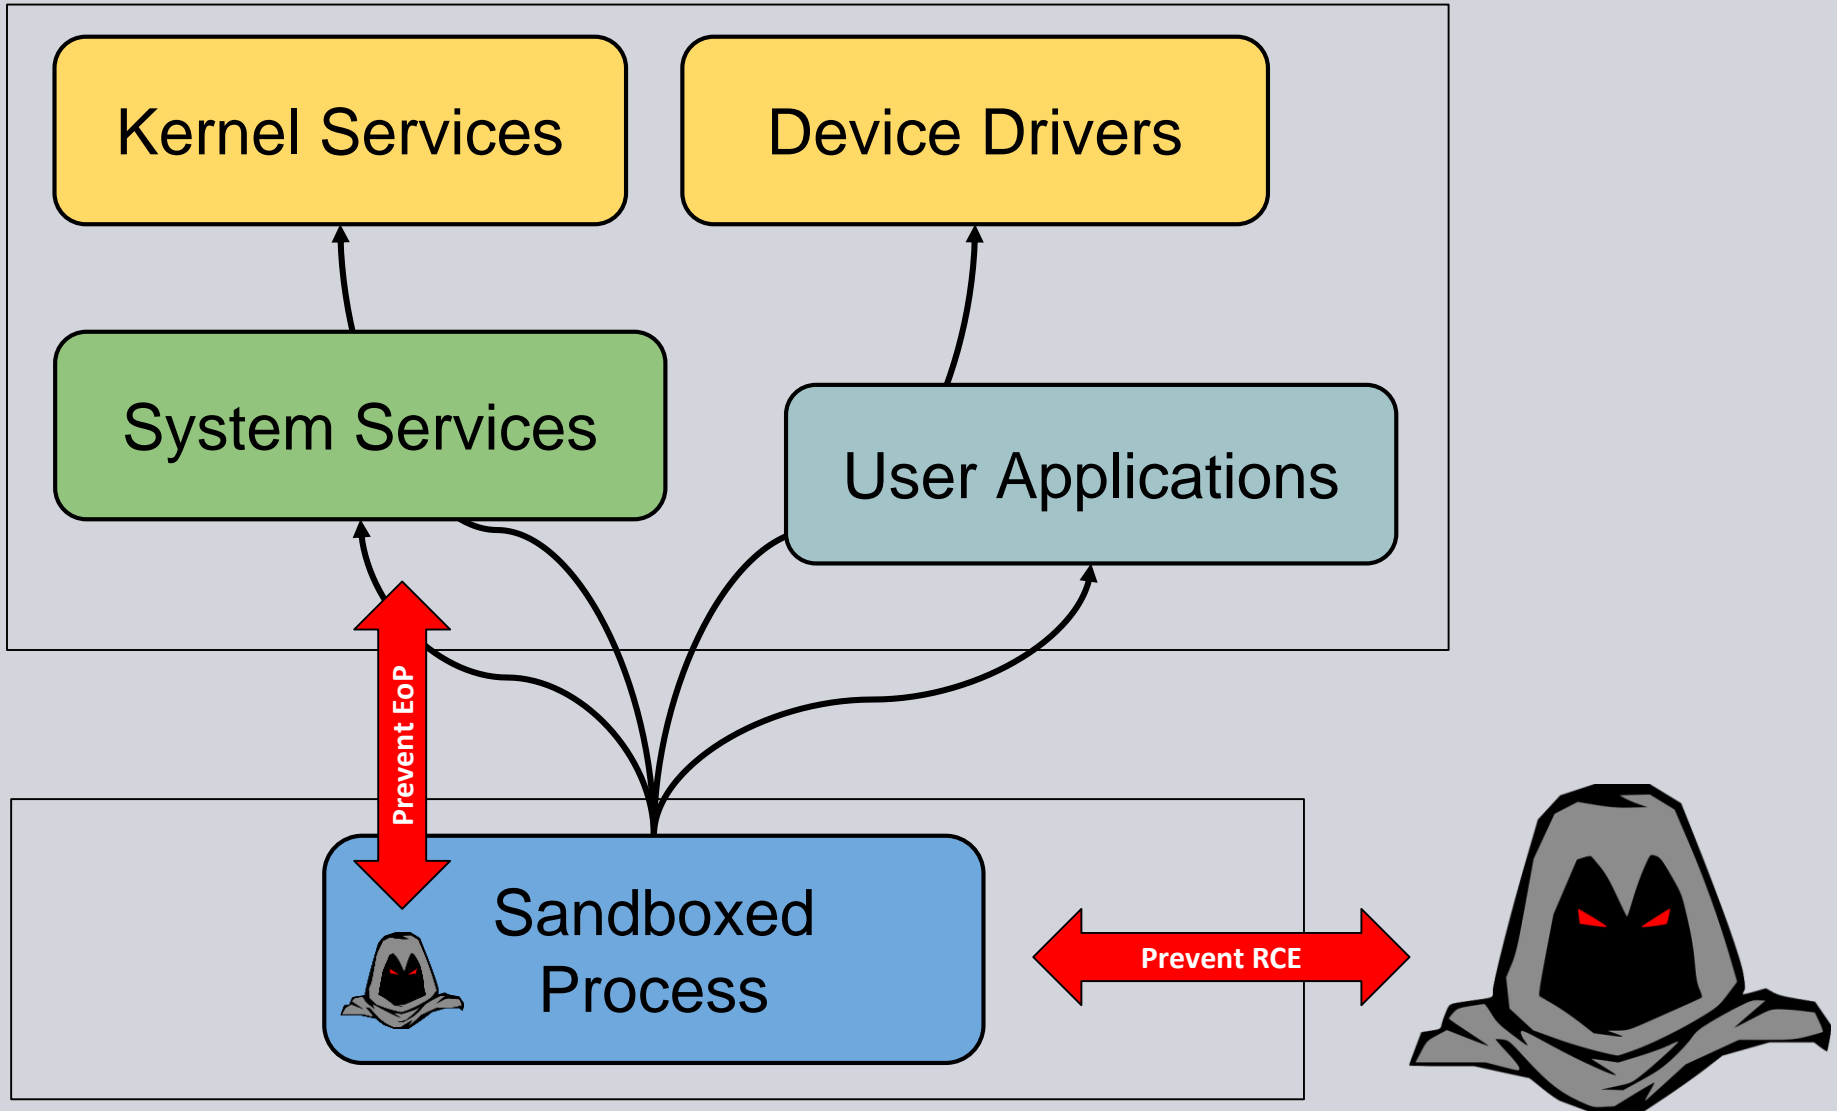 Kernel Services
Device Drivers
System Services
User Applications
Prevent EoP
Sandboxed
Process
Prevent RCE